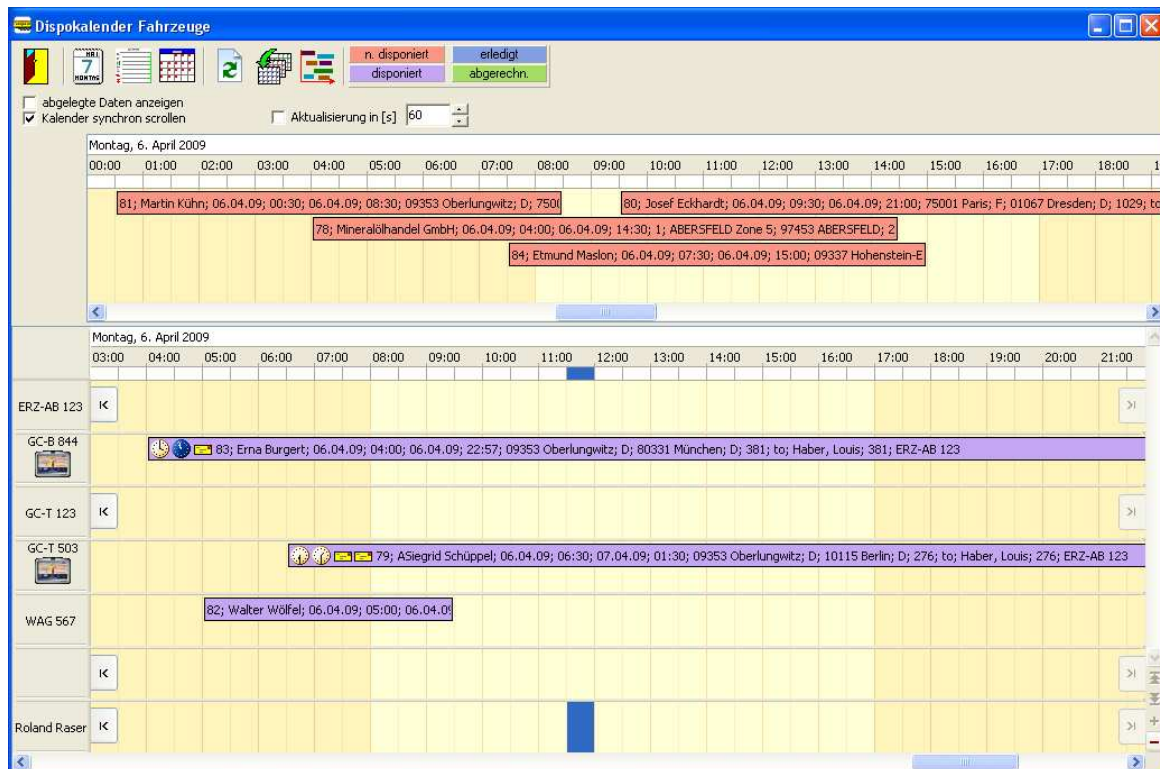 Dispokalender Fahrzeuge
MAI
7
MONTAG
n. disponiert
erledigt
disponiert
abgerechn.
abgelegte Daten anzeigen
Kalender synchron scrollen
Aktualisierung in [s]
60
Montag, 6. April 2009
00:00 01:00 02:00 03:00 04:00 05:00 06:00 07:00 08:00 09:00 10:00 11:00 12:00 13:00 14:00 15:00 16:00 17:00 18:00 1
81; Martin Kühn; 06.04.09; 00:30; 06.04.09; 08:30; 09353 Oberlungwitz; D; 7500
80; Josef Eckhardt; 06.04.09; 09:30; 06.04.09; 21:00; 75001 Paris; F; 01067 Dresden; D; 1029; to
78; Mineralölhandel GmbH; 06.04.09; 04:00; 06.04.09; 14:30; 1; ABERSFELD Zone 5; 97453 ABERSFELD; 2
84; Etmund Maslon; 06.04.09; 07:30; 06.04.09; 15:00; 09337 Hohenstein-E
Montag, 6. April 2009
03:00 04:00 05:00 06:00 07:00 08:00 09:00 10:00 11:00 12:00 13:00 14:00 15:00 16:00 17:00 18:00 19:00 20:00 21:00
ERZ-AB 123
GC-B 844
83; Erna Burgert; 06.04.09; 04:00; 06.04.09; 22:57; 09353 Oberlungwitz; D; 80331 München; D; 381; to; Haber, Louis; 381; ERZ-AB 123
GC-T 123
GC-T 503
79; ASiegrid Schüppel; 06.04.09; 06:30; 07.04.09; 01:30; 09353 Oberlungwitz; D; 10115 Berlin; D; 276; to; Haber, Louis; 276; ERZ-AB 123
WAG 567
82; Walter Wölfel; 06.04.09; 05:00; 06.04.09
Roland Raser